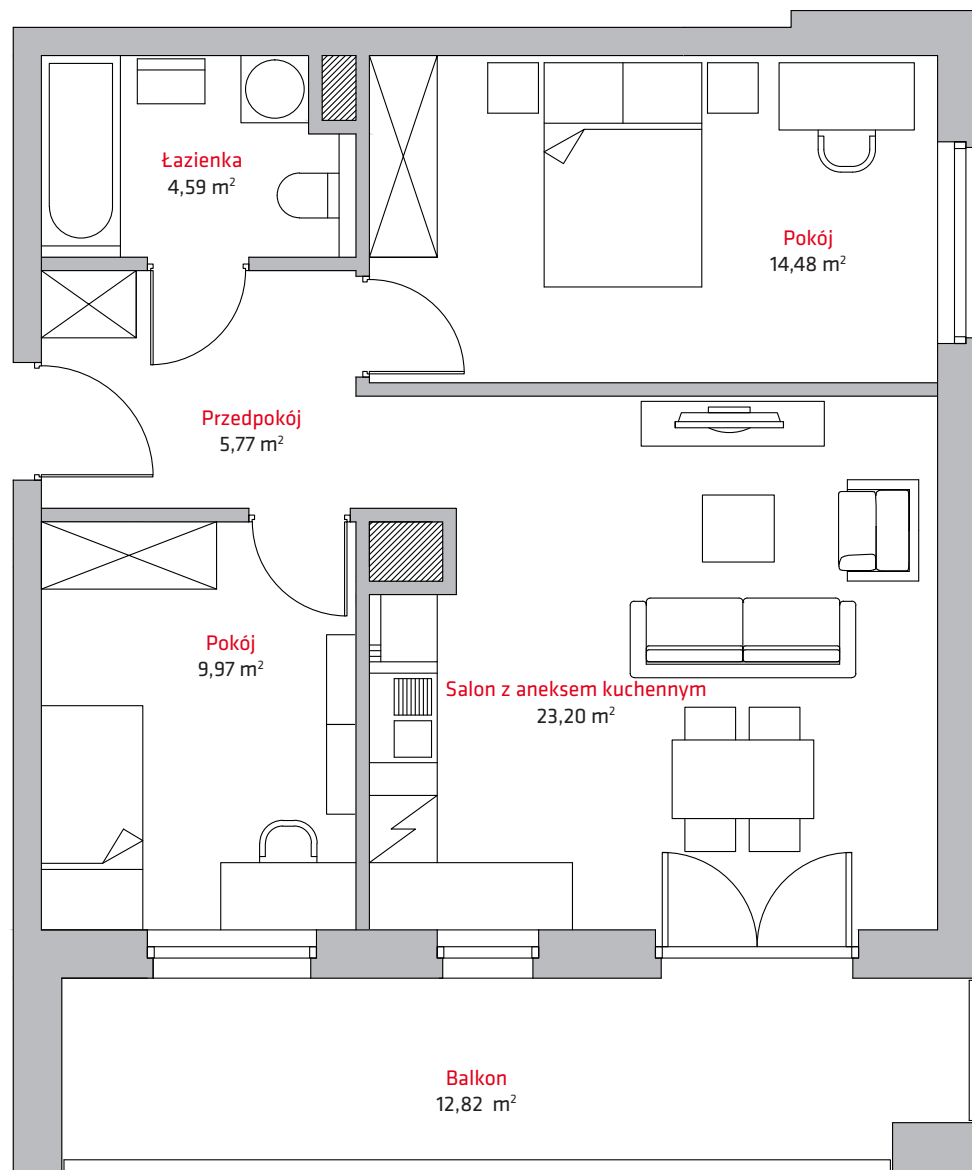 Łazienka
4,59 m²
Pokój
14,48 m²
Przedpokój
5,77 m²
Pokój
9,97 m²
Salon z aneksem kuchennym
23,20 m²
Balkon
12,82 m²